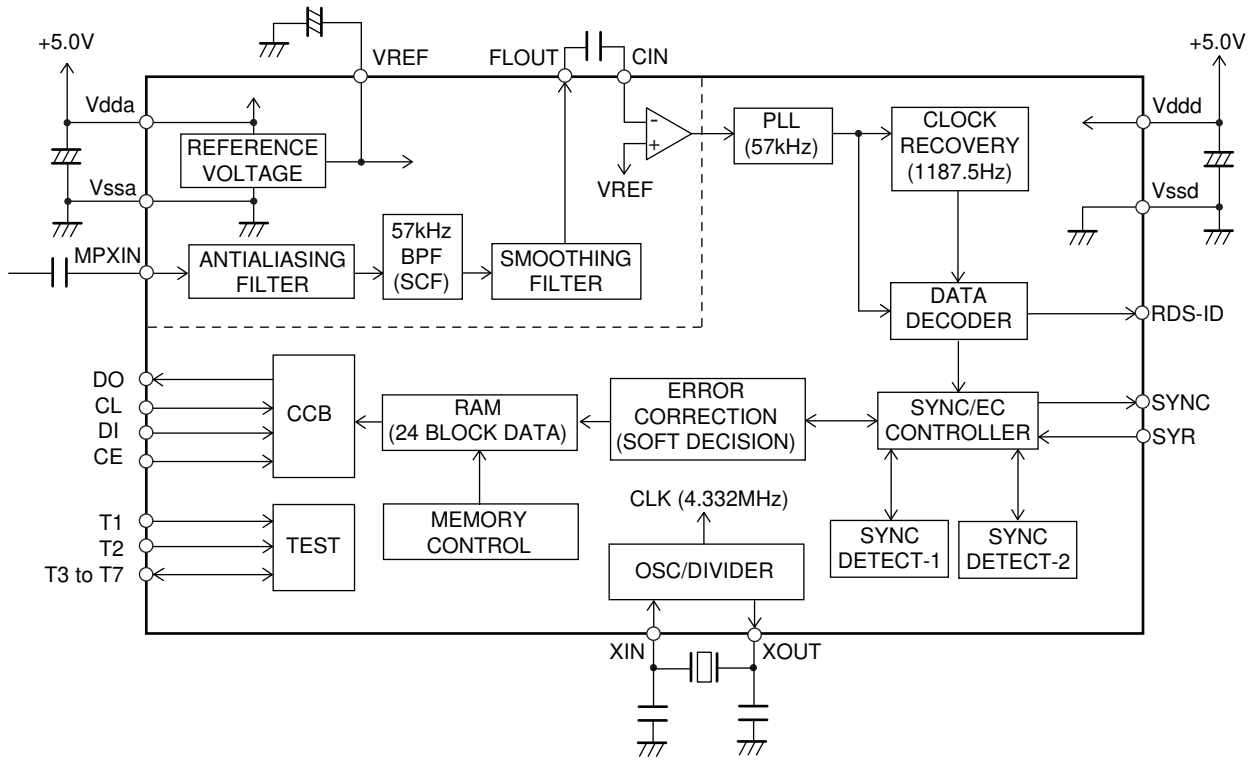 +5.0V
VREF
FLOUT
CIN
+5.0V
Vdda
REFERENCE
VOLTAGE
Vssa
-
+
VREF
PLL
(57kHz)
CLOCK
RECOVERY
(1187.5Hz)
Vddd
Vssd
MPXIN
ANTIALIASING
FILTER
57kHz
BPF
(SCF)
SMOOTHING
FILTER
DATA
DECODER
RDS-ID
DO
CL
DI
CE
CCB
RAM
(24 BLOCK DATA)
ERROR
CORRECTION
(SOFT DECISION)
SYNC/EC
CONTROLLER
SYNC
SYR
T1
T2
T3 to T7
TEST
MEMORY
CONTROL
CLK (4.332MHz)
OSC/DIVIDER
SYNC
DETECT-1
SYNC
DETECT-2
XIN
XOUT